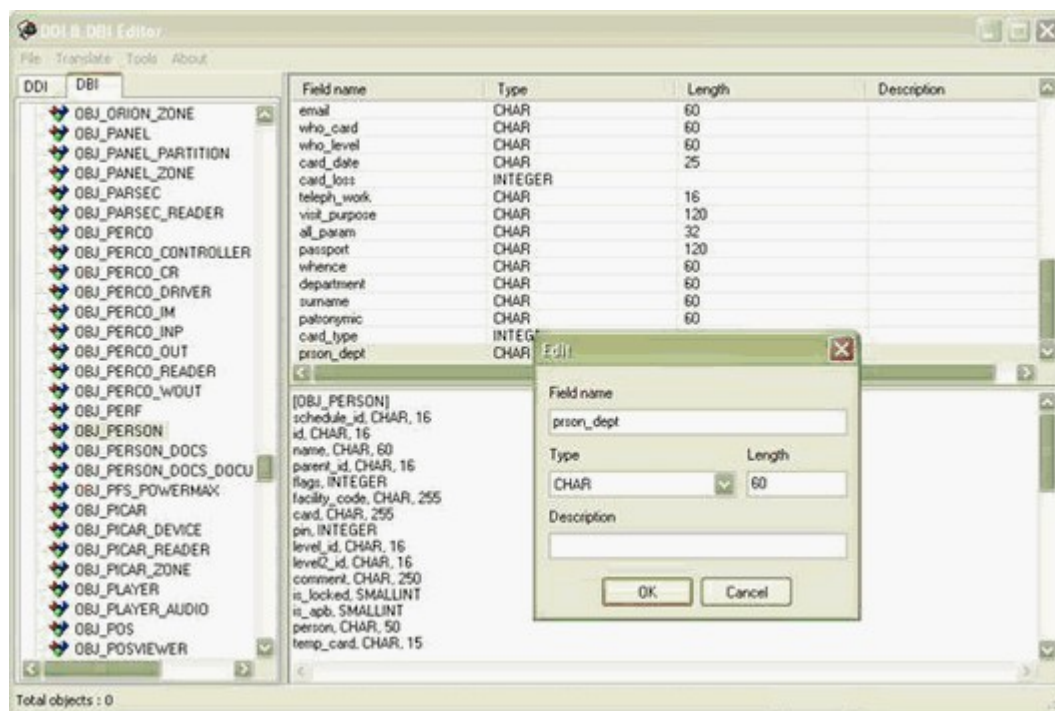 DDI & DBI Editor
File Translate Tools About
DDI DBI
OBJ_ORION_ZONE
OBJ_PANEL
OBJ_PANEL_PARTITION
OBJ_PANEL_ZONE
OBJ_PARSEC
OBJ_PARSEC_READER
OBJ_PERCO
OBJ_PERCO_CONTROLLER
OBJ_PERCO_CR
OBJ_PERCO_DRIVER
OBJ_PERCO_IM
OBJ_PERCO_INP
OBJ_PERCO_OUT
OBJ_PERCO_READER
OBJ_PERCO_WOUT
OBJ_PERF
OBJ_PERSON
OBJ_PERSON_DOCS
OBJ_PERSON_DOCS_DOCU
OBJ_PFS_POWERMAX
OBJ_PICAR
OBJ_PICAR_DEVICE
OBJ_PICAR_READER
OBJ_PICAR_ZONE
OBJ_PLAYER
OBJ_PLAYER_AUDIO
OBJ_POS
OBJ_POSVIEWER
Field name Type Length Description
email CHAR 60
who_card CHAR 60
who_level CHAR 60
card_date CHAR 25
card_loss INTEGER
teleph_work CHAR 16
visit_purpose CHAR 120
all_param CHAR 32
passport CHAR 120
whence CHAR 60
department CHAR 60
surname CHAR 60
patronymic CHAR 60
card_type INTEG
prson_dept CHAR
[OBJ_PERSON]
schedule_id, CHAR, 16
id, CHAR, 16
name, CHAR, 60
parent_id, CHAR, 16
flags, INTEGER
facility_code, CHAR, 255
card, CHAR, 255
pin, INTEGER
level_id, CHAR, 16
level2_id, CHAR, 16
comment, CHAR, 250
is_locked, SMALLINT
is_apb, SMALLINT
person, CHAR, 50
temp_card, CHAR, 15
Edit
Field name
prson_dept
Type Length
CHAR 60
Description
OK Cancel
Total objects : 0